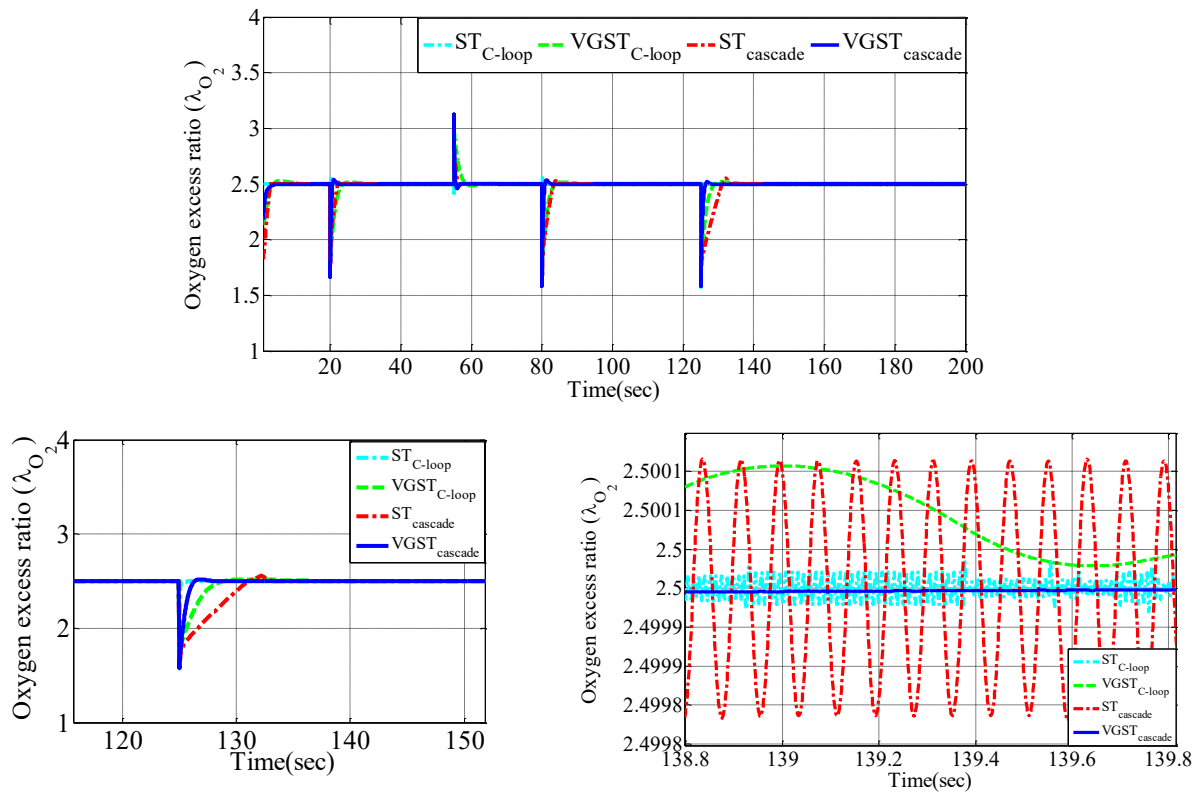 ST C-loop VGST C-loop ST cascade VGST cascade
Oxygen excess ratio (λO2)
4
3.5
3
2.5
2
1.5
1
20 40 60 80 100 120 140 160 180 200
Time(sec)
Oxygen excess ratio (λO2)
4
3
2
1
ST C-loop
VGST C-loop
ST cascade
VGST cascade
120 130 140 150
Time(sec)
Oxygen excess ratio (λO2)
2.5001
2.5001
2.5
2.5
2.4999
2.4999
2.4998
2.4998
ST C-loop
VGST C-loop
ST cascade
VGST cascade
138.8 139 139.2 139.4 139.6 139.8
Time(sec)